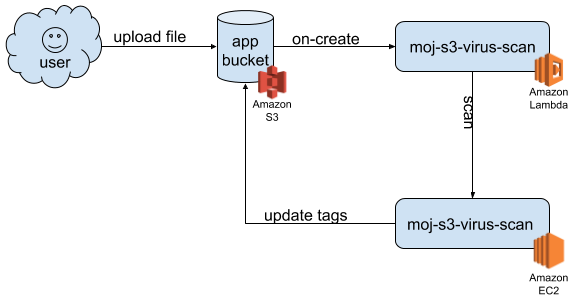 user
upload file
app
bucket
Amazon
S3
on-create
moj-s3-virus-scan
Amazon
Lambda
scan
moj-s3-virus-scan
Amazon
EC2
update tags